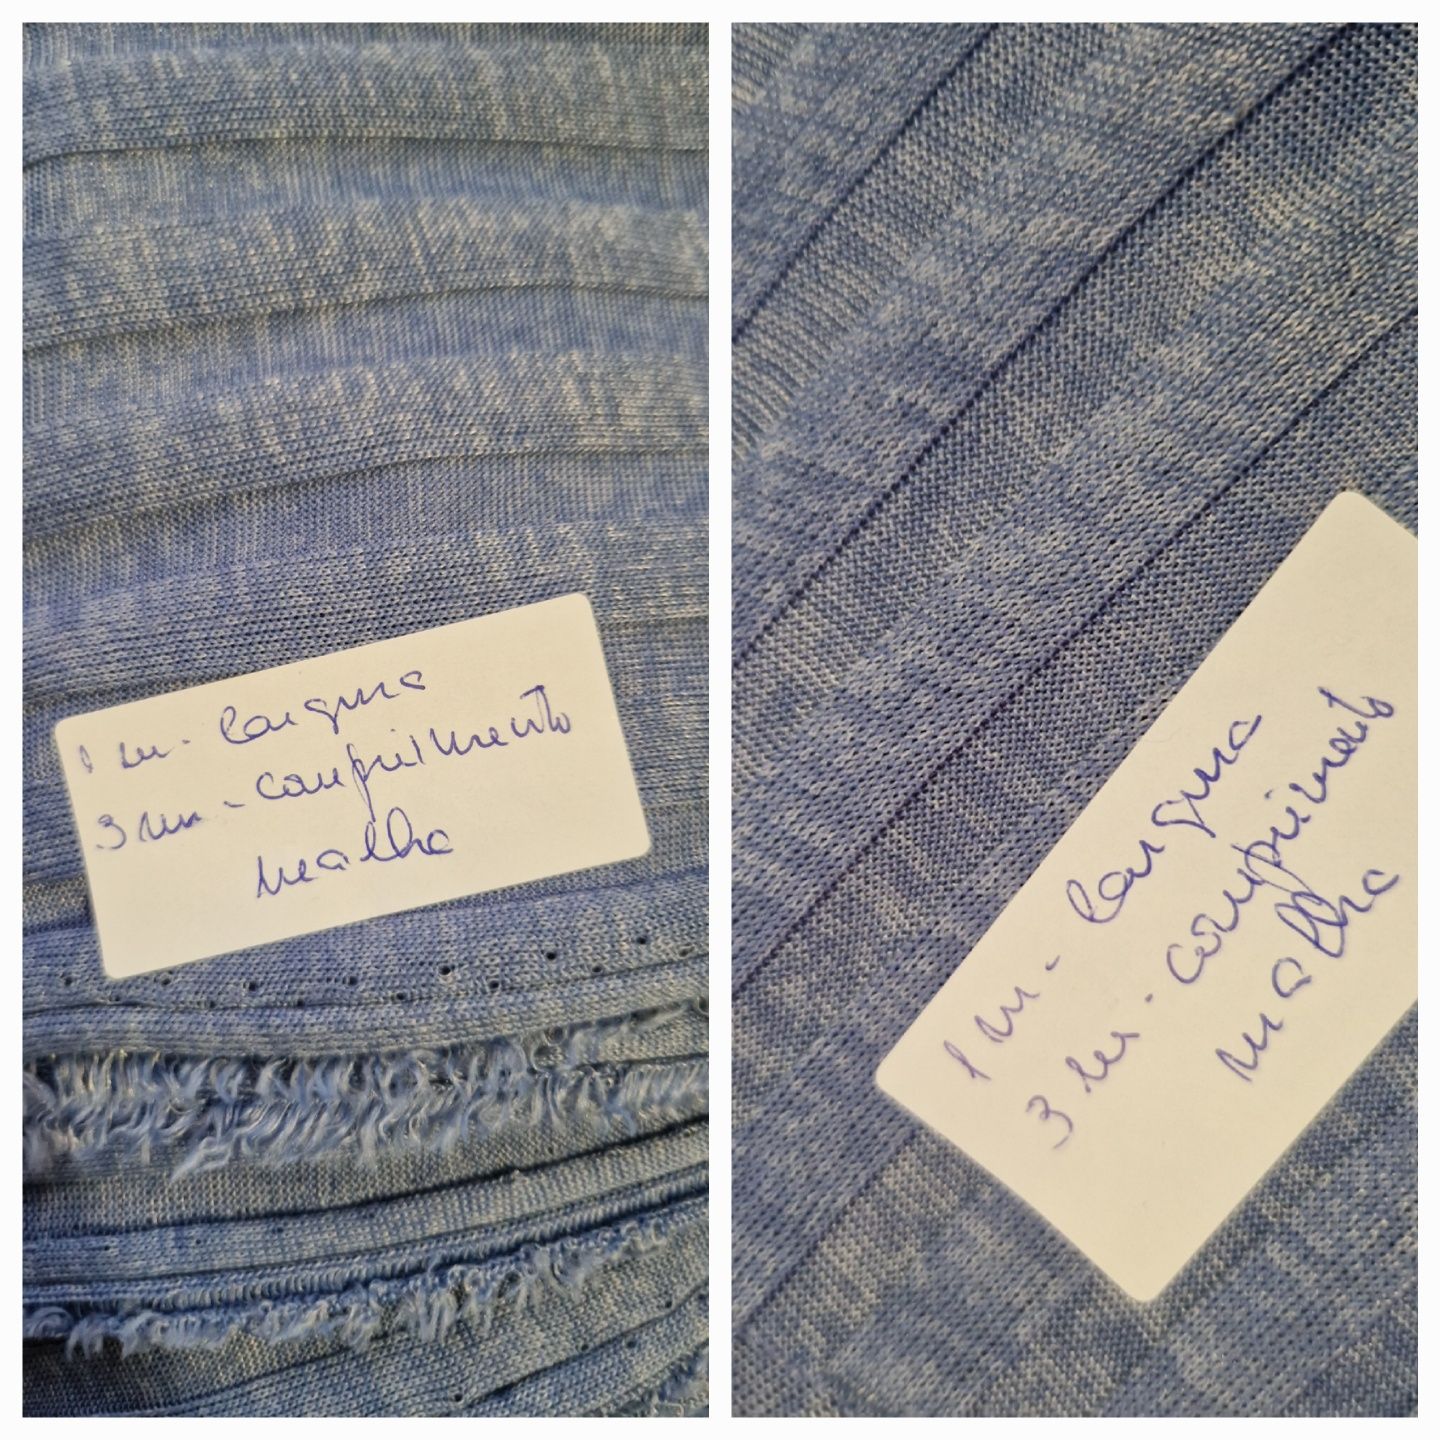 1 m - largura
3 m - comprimento
malha
1 m - largura
3 m - comprimento
malha